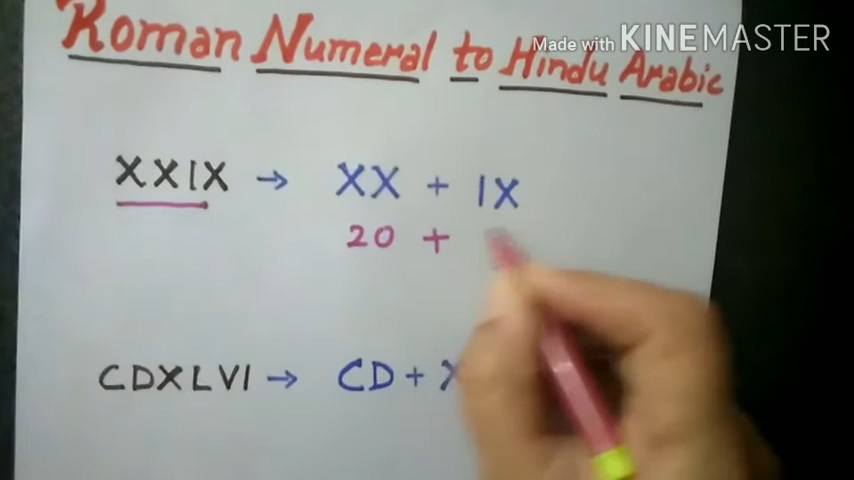 Made with KINEMASTER
Roman Numeral to Hindu Arabic
XXIX → XX + IX
20 +
CDXLVI → CD +